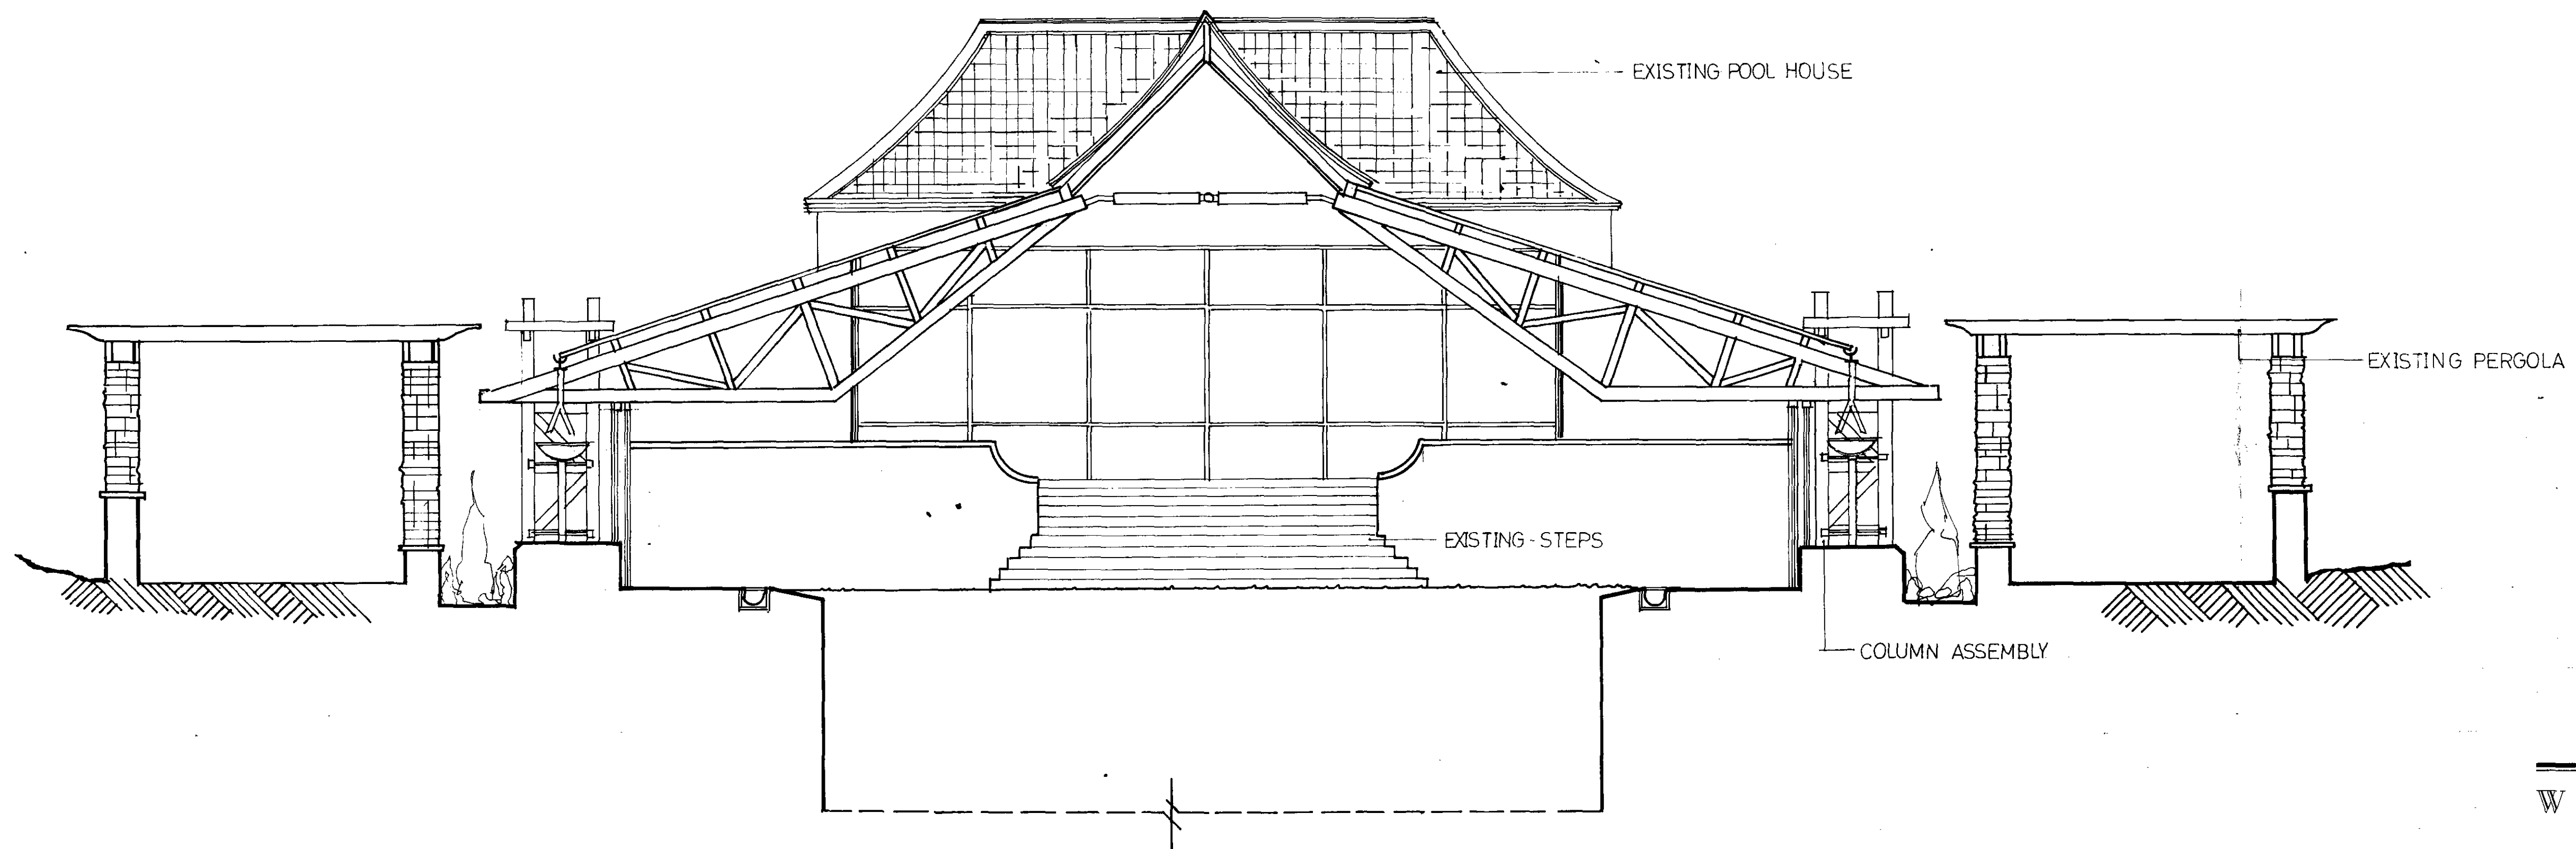 EXISTING POOL HOUSE
EXISTING PERGOLA
EXISTING-STEPS
COLUMN ASSEMBLY
W